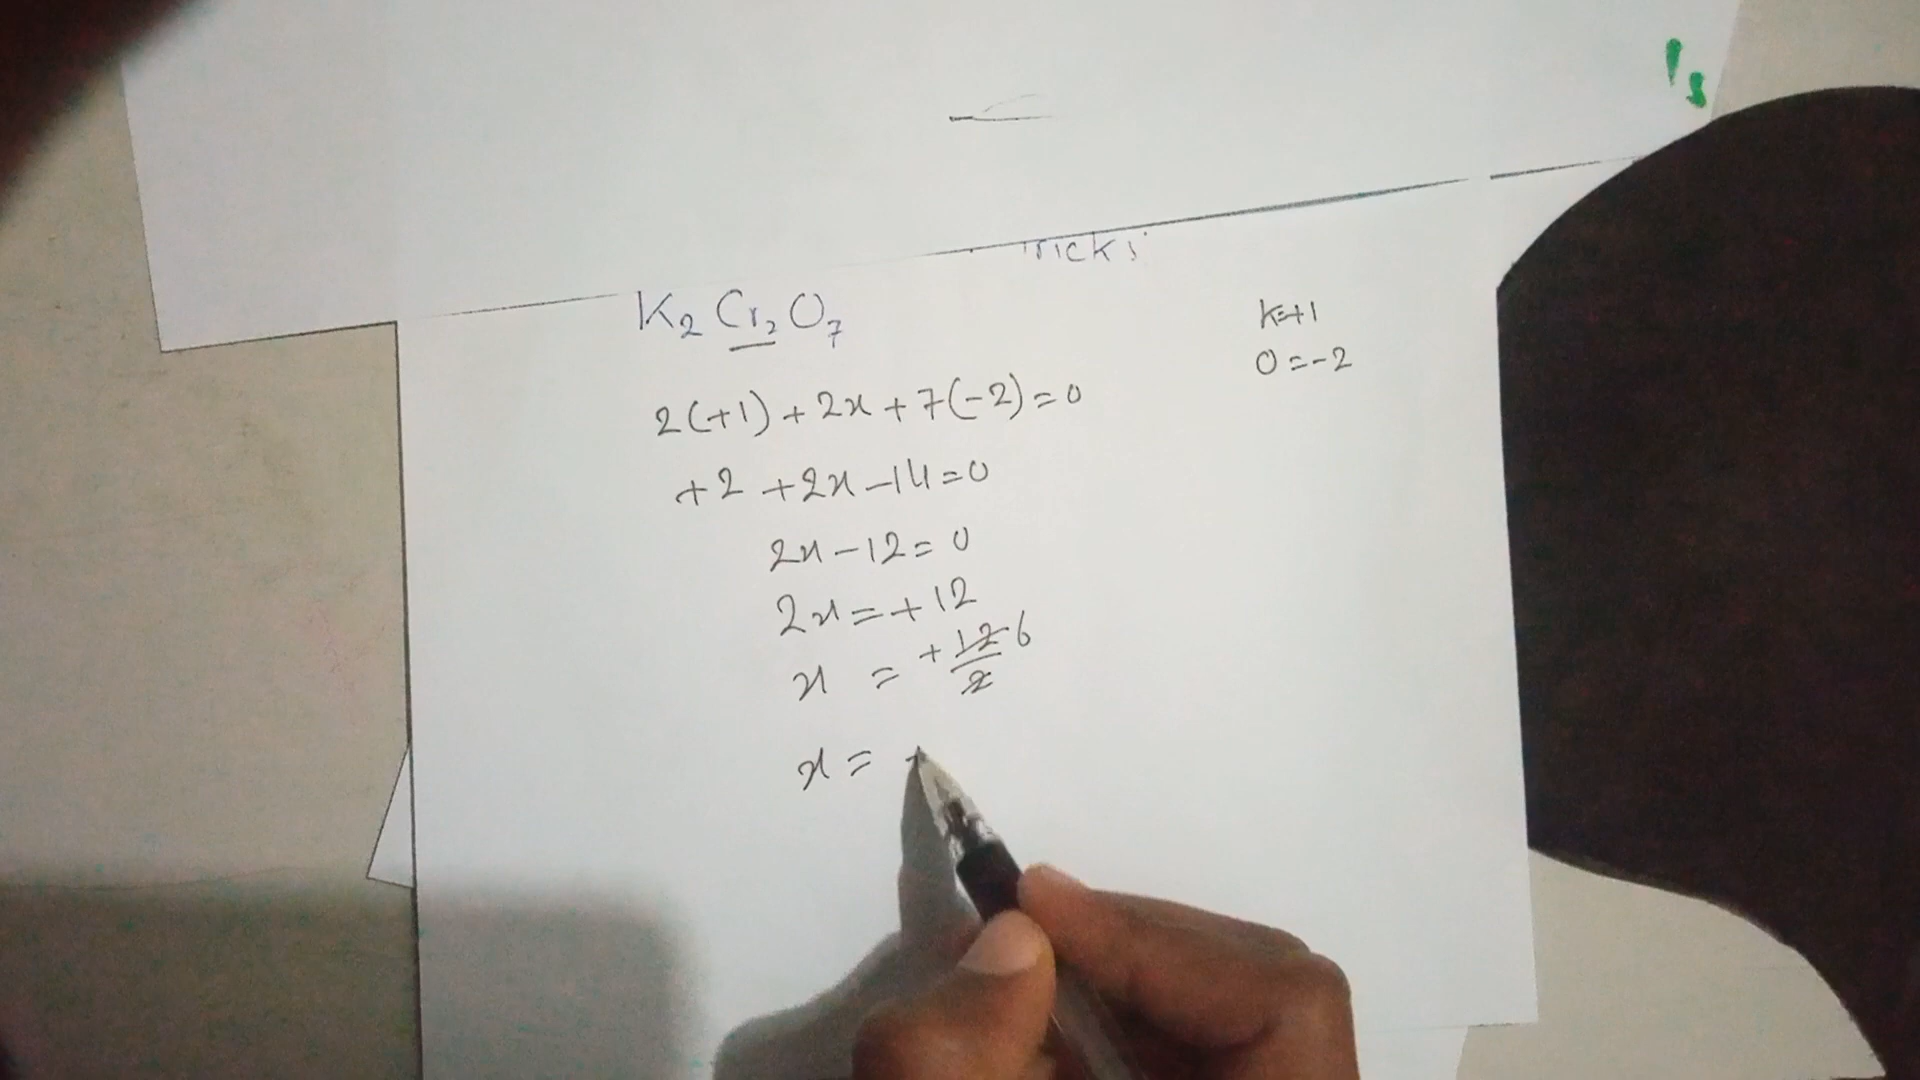 K₂Cr₂O₇
K=+1
O=-2
2(+1)+2x+7(-2)=0
+2+2x-14=0
2x-12=0
2x=+12
x=+12/2 6
x=+